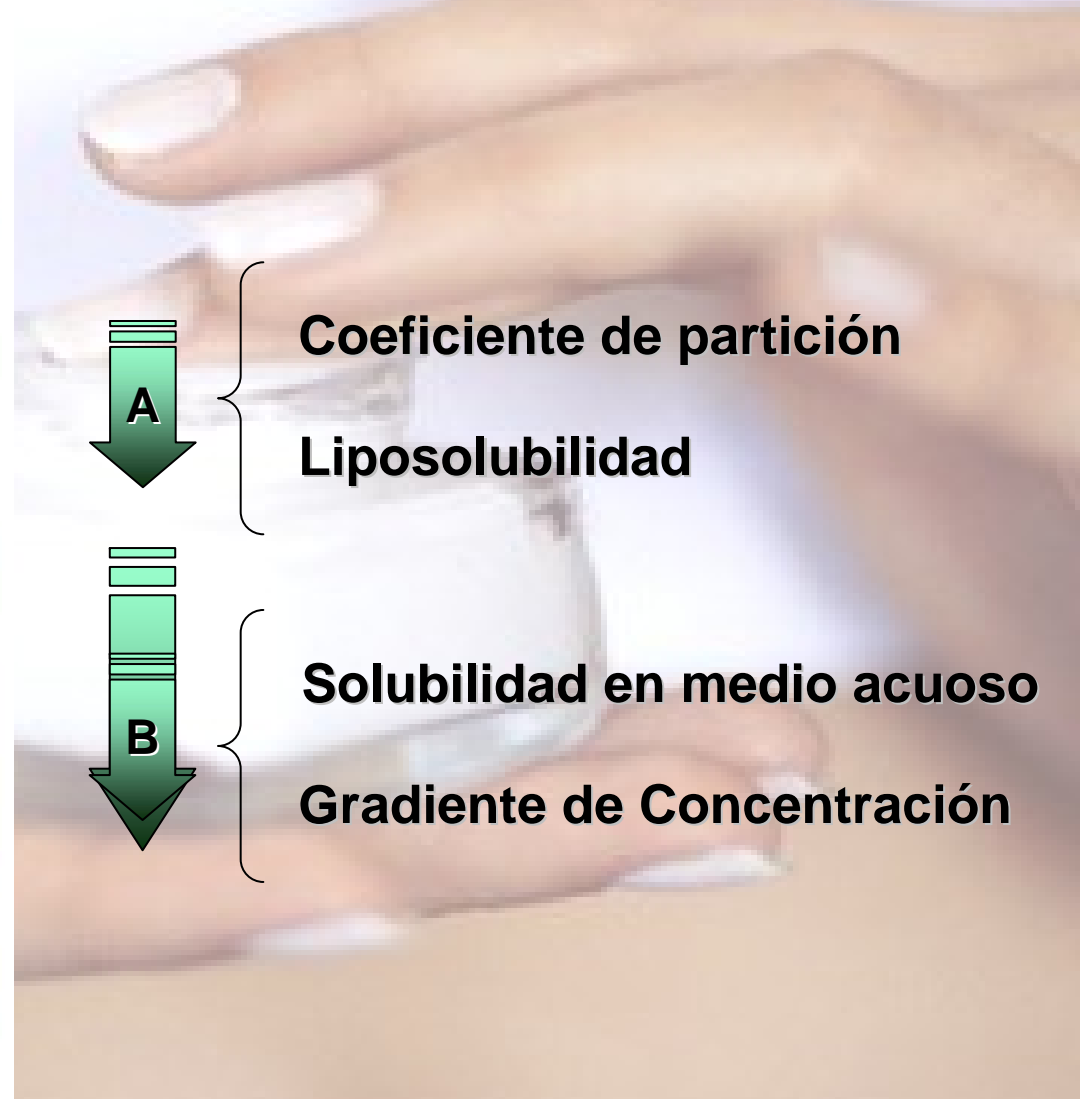 A
Coeficiente de partición
Liposolubilidad
B
Solubilidad en medio acuoso
Gradiente de Concentración